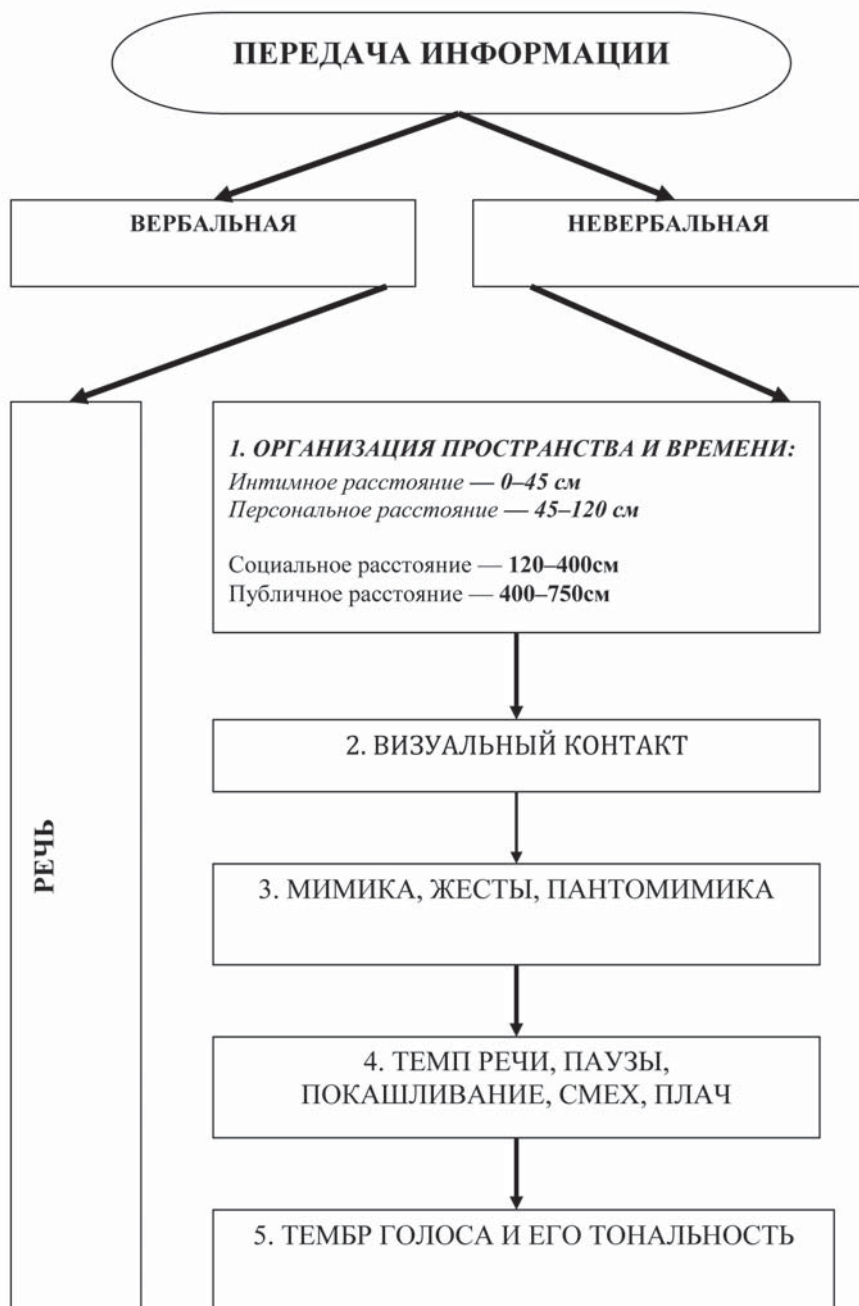 ПЕРЕДАЧА ИНФОРМАЦИИ
ВЕРБАЛЬНАЯ
НЕВЕРБАЛЬНАЯ
РЕЧЬ
1. ОРГАНИЗАЦИЯ ПРОСТРАНСТВА И ВРЕМЕНИ:
Интимное расстояние — 0–45 см
Персональное расстояние — 45–120 см
Социальное расстояние — 120–400см
Публичное расстояние — 400–750см
2. ВИЗУАЛЬНЫЙ КОНТАКТ
3. МИМИКА, ЖЕСТЫ, ПАНТОМИМИКА
4. ТЕМП РЕЧИ, ПАУЗЫ,
ПОКАШЛИВАНИЕ, СМЕХ, ПЛАЧ
5. ТЕМБР ГОЛОСА И ЕГО ТОНАЛЬНОСТЬ